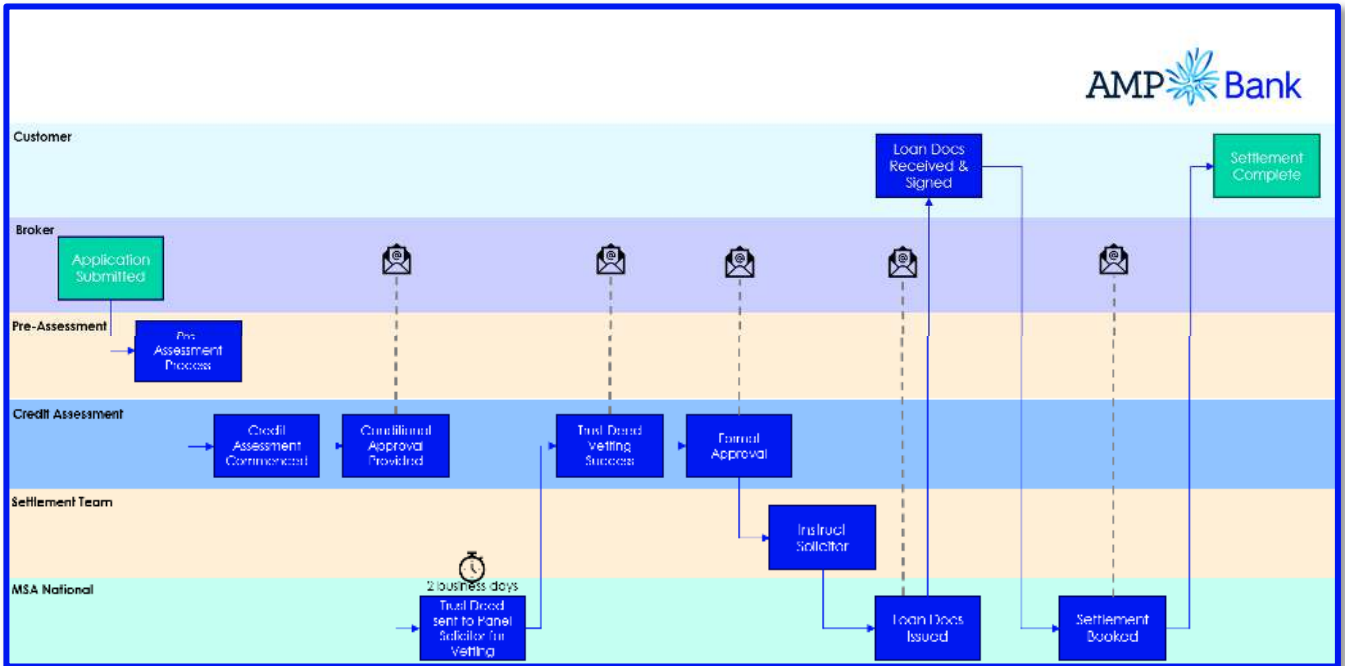 AMP Bank
Customer
Loan Docs
Received &
Signed
Settlement
Complete
Broker
Application
Submitted
Pre-Assessment
Pre
Assessment
Process
Credit Assessment
Credit
Assessment
Commenced
Conditional
Approval
Provided
Trust Deed
Vetting
Success
Formal
Approval
Settlement Team
Instruct
Solicitor
MSA National
2 business days
Trust Deed
sent to Panel
Solicitor for
Vetting
Loan Docs
Issued
Settlement
Booked